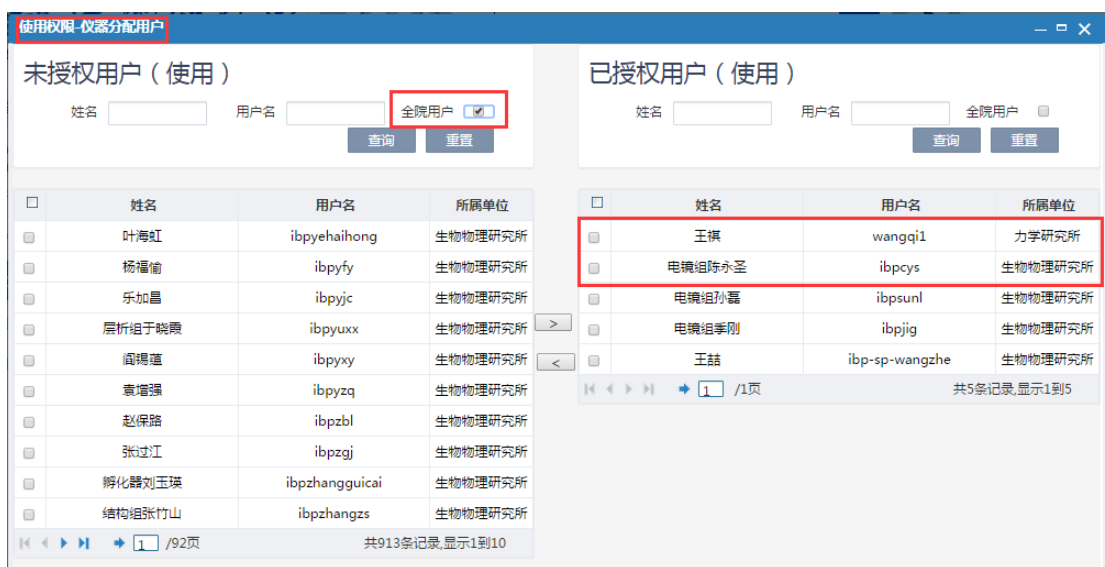 使用权限-仪器分配用户
未授权用户（使用）
姓名 用户名 全院用户
查询 重置
姓名 用户名 所属单位
叶海虹 ibpyehaihong 生物物理研究所
杨福愉 ibpyfy 生物物理研究所
乐加昌 ibpyjc 生物物理研究所
层析组于晓霞 ibpyuxx 生物物理研究所
阎锡蕴 ibpyxy 生物物理研究所
袁增强 ibpyzq 生物物理研究所
赵保路 ibpzbl 生物物理研究所
张过江 ibpzgj 生物物理研究所
孵化器刘玉瑛 ibpzhangguicai 生物物理研究所
结构组张竹山 ibpzhangzs 生物物理研究所
1 /92页 共913条记录,显示1到10
>
<
已授权用户（使用）
姓名 用户名 全院用户
查询 重置
姓名 用户名 所属单位
王祺 wangqi1 力学研究所
电镜组陈永圣 ibpcys 生物物理研究所
电镜组孙磊 ibpsunl 生物物理研究所
电镜组季刚 ibpjig 生物物理研究所
王喆 ibp-sp-wangzhe 生物物理研究所
1 /1页 共5条记录,显示1到5